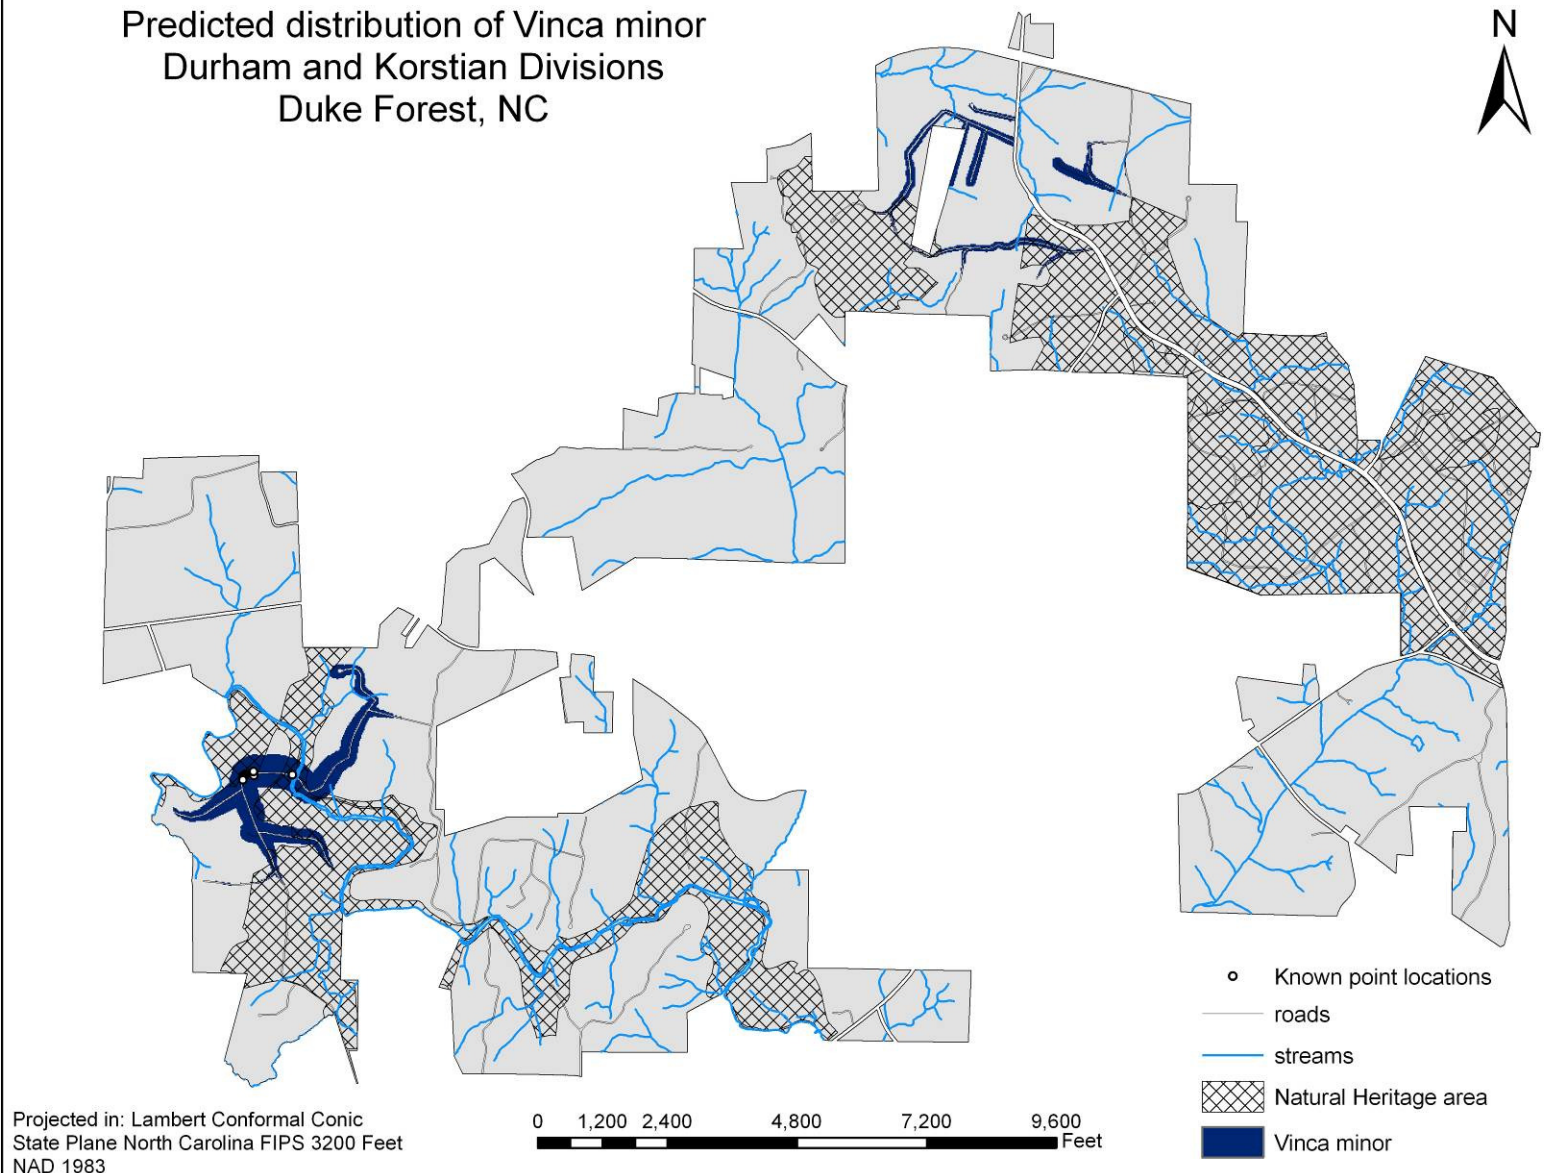 Predicted distribution of Vinca minor
Durham and Korstian Divisions
Duke Forest, NC
N
Known point locations
roads
streams
Natural Heritage area
Vinca minor
Projected in: Lambert Conformal Conic
State Plane North Carolina FIPS 3200 Feet
NAD 1983
0 1,200 2,400 4,800 7,200 9,600
Feet